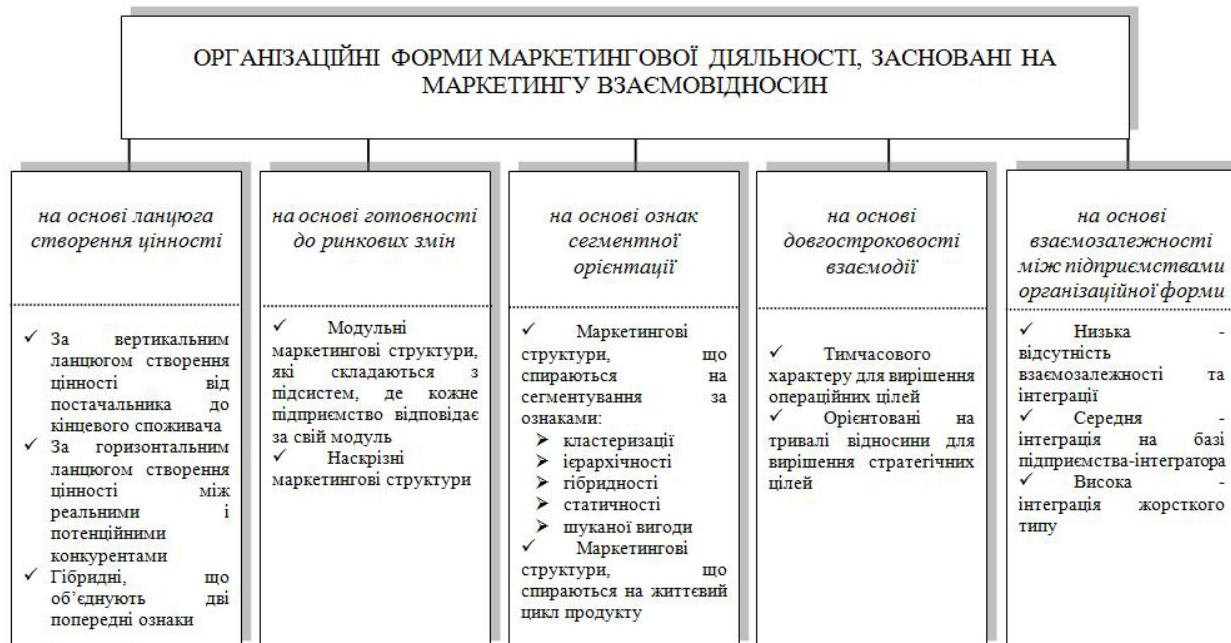 ОРГАНІЗАЦІЙНІ ФОРМИ МАРКЕТИНГОВОЇ ДІЯЛЬНОСТІ, ЗАСНОВАНІ НА
МАРКЕТИНГУ ВЗАЄМОВІДНОСИН
на основі ланцюга
створення цінності
✓ За вертикальним
ланцюгом створення
цінності від
постачальника до
кінцевого споживача
✓ За горизонтальним
ланцюгом створення
цінності між
реальними і
потенційними
конкурентами
✓ Гібридні, що
об’єднують дві
попередні ознаки
на основі готовності
до ринкових змін
✓ Модульні
маркетингові структури,
які складаються з
підсистем, де кожне
підприємство відповідає
за свій модуль
✓ Наскрізні
маркетингові структури
на основі ознак
сегментної
орієнтації
✓ Маркетингові
структури, що
спираються на
сегментування за
ознаками:
➢ кластеризації
➢ ієрархічності
➢ гібридності
➢ статичності
➢ шуканої вигоди
✓ Маркетингові
структури, що
спираються на життєвий
цикл продукту
на основі
довгостроковості
взаємодії
✓ Тимчасового
характеру для вирішення
операційних цілей
✓ Орієнтовані на
тривалі відносини для
вирішення стратегічних
цілей
на основі
взаємозалежності
між підприємствами
організаційної форми
✓ Низька -
відсутність
взаємозалежності та
інтеграції
✓ Середня -
інтеграція на базі
підприємства-інтегратора
✓ Висока -
інтеграція жорсткого
типу